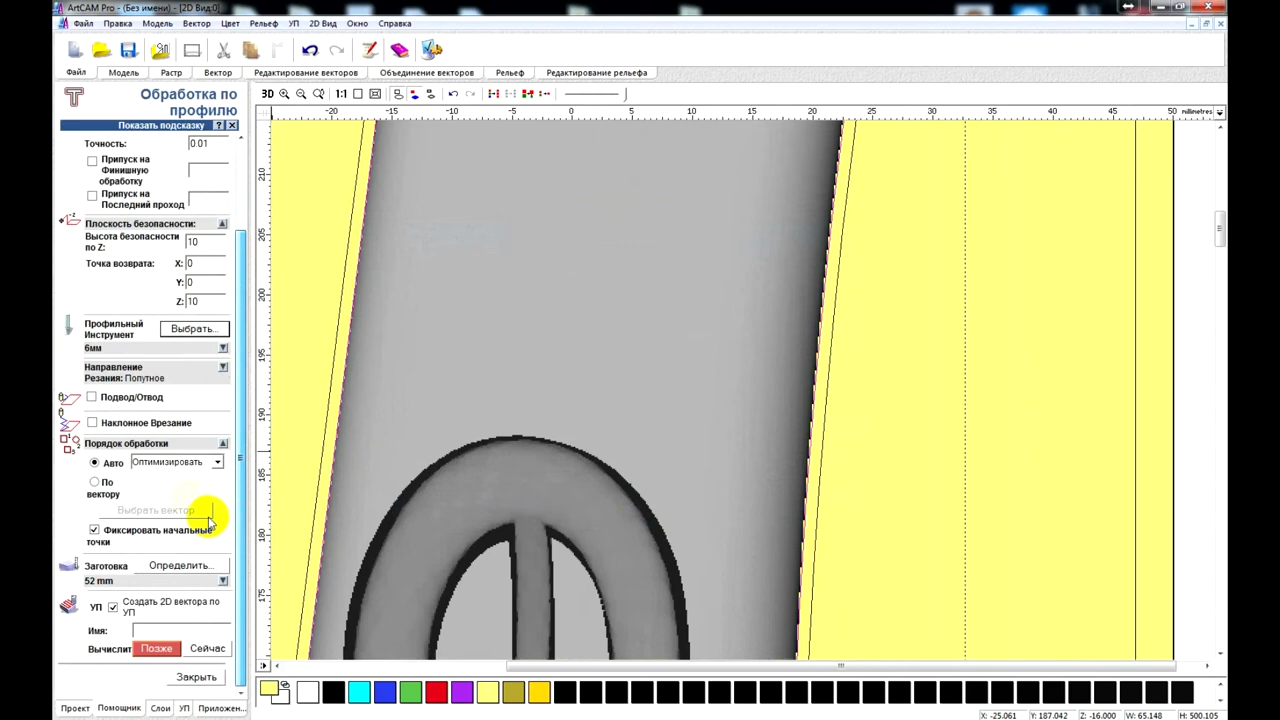 ArtCAM Pro - (Без имени) - [2D Вид:0]
Файл Правка Модель Вектор Цвет Рельеф УП 2D Вид Окно Справка
Файл Модель Растр Вектор Редактирование векторов Объединение векторов Рельеф Редактирование рельефа
Обработка по
профилю
3D 1:1
Показать подсказку ? X
-20 -15 -10 -5 0 5 10 15 20 25 30 35 40 45 50 millimetres
Точность: 0.01
Припуск на
Финишную
обработку
Припуск на
Последний проход
Плоскость безопасности:
Высота безопасности
по Z: 10
Точка возврата: X: 0
Y: 0
Z: 10
Профильный
Инструмент
Выбрать...
6мм
Направление
Резания: Попутное
Подвод/Отвод
Наклонное Врезание
Порядок обработки
Авто Оптимизировать
По
вектору
Выбрать вектор
Фиксировать начальные
точки
Заготовка Определить...
52 mm
УП Создать 2D вектора по
УП
Имя:
Вычислит Позже Сейчас
Закрыть
210
205
200
195
190
185
180
175
Проект Помощник Слои УП Приложен...
X: -25.061 Y: 187.042 Z: -16.000 W: 65.148 H: 500.105